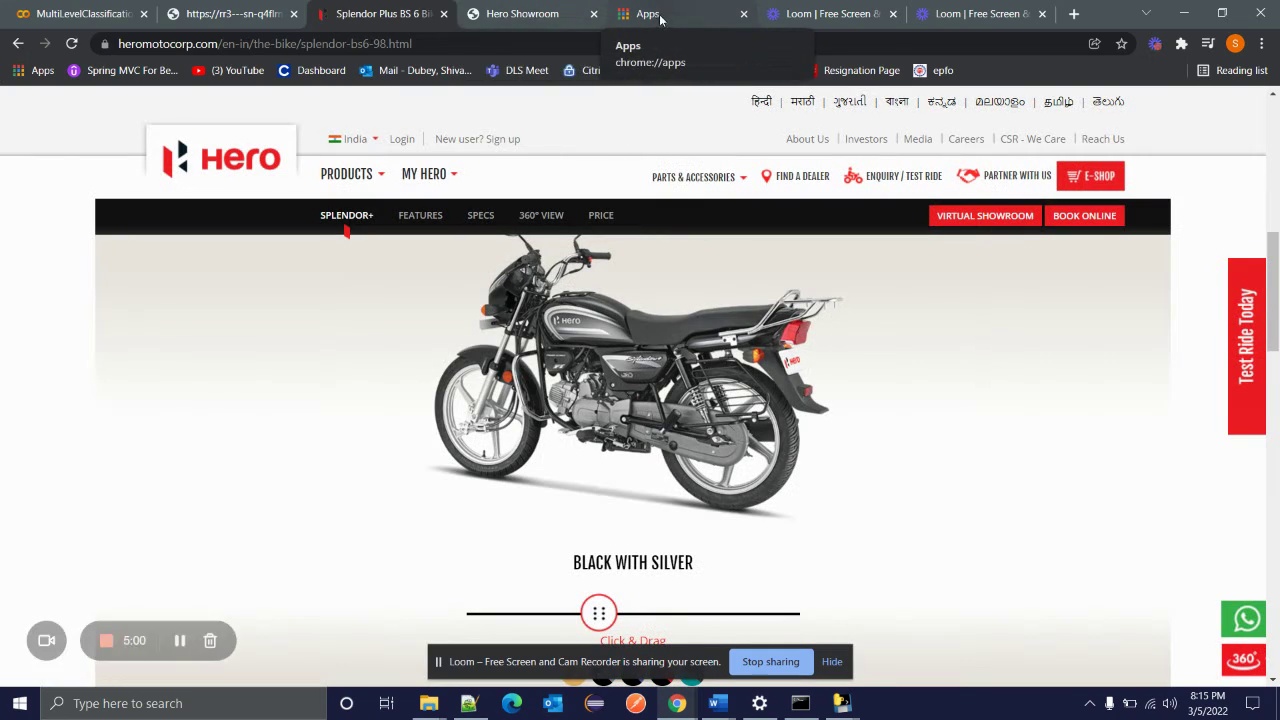 MultiLevelClassificati
https://r3---sn-q4flrn
Splendor Plus BS 6 Bi
Hero Showroom
Apps
Loom | Free Screen &
Loom | Free Screen &
heromotocorp.com/en-in/the-bike/splendor-bs6-98.html
S
Apps
chrome://apps
Apps
Spring MVC For Be...
(3) YouTube
Dashboard
Mail - Dubey, Shiva...
DLS Meet
Citri
Resignation Page
epfo
Reading list
हिन्दी
मराठी
ગુજરાતી
বাংলা
ಕನ್ನಡ
മലയാളം
தமிழ்
తెలుగు
India
Login
New user? Sign up
About Us
Investors
Media
Careers
CSR - We Care
Reach Us
Hero
PRODUCTS
MY HERO
PARTS & ACCESSORIES
FIND A DEALER
ENQUIRY / TEST RIDE
PARTNER WITH US
E-SHOP
SPLENDOR+
FEATURES
SPECS
360° VIEW
PRICE
VIRTUAL SHOWROOM
BOOK ONLINE
Hero
Hero
Test Ride Today
BLACK WITH SILVER
Click & Drag
5:00
Loom – Free Screen and Cam Recorder is sharing your screen.
Stop sharing
Hide
360°
Type here to search
8:15 PM
3/5/2022